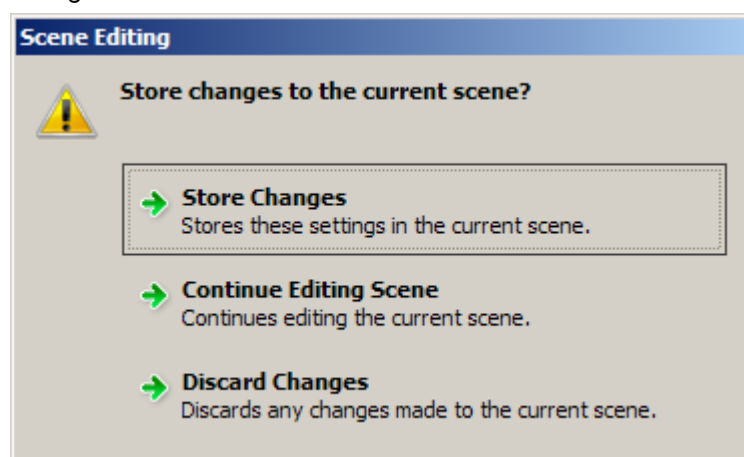 Scene Editing
Store changes to the current scene?
Store Changes
Stores these settings in the current scene.
Continue Editing Scene
Continues editing the current scene.
Discard Changes
Discards any changes made to the current scene.